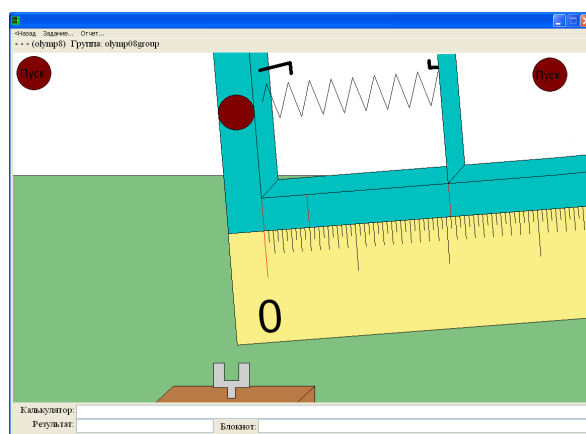 <Назад Задание... Отчет...
- - - (olymp8) Группа: olymp08group
Пуск Пуск
0
Калькулятор:
Результат: Блокнот: